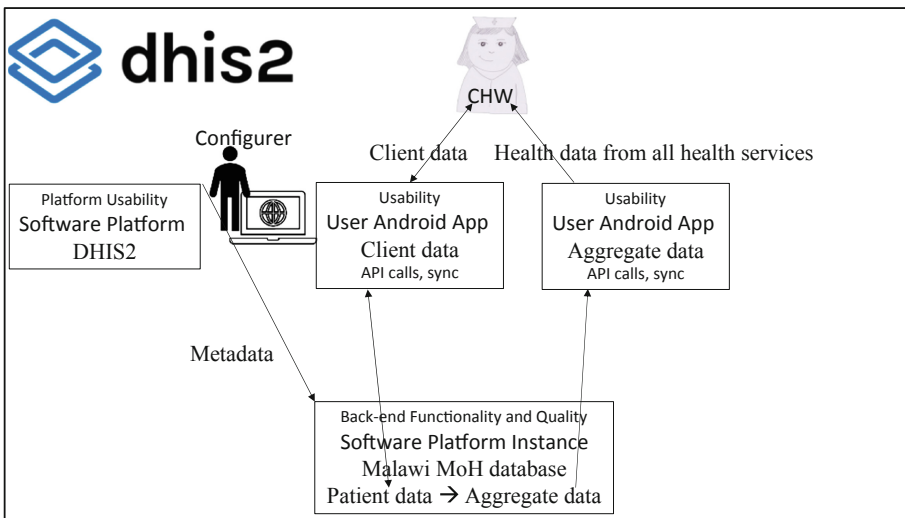 dhis2
CHW
Configurer
Client data
Health data from all health services
Platform Usability
Software Platform
DHIS2
Usability
User Android App
Client data
API calls, sync
Usability
User Android App
Aggregate data
API calls, sync
Metadata
Back-end Functionality and Quality
Software Platform Instance
Malawi MoH database
Patient data → Aggregate data